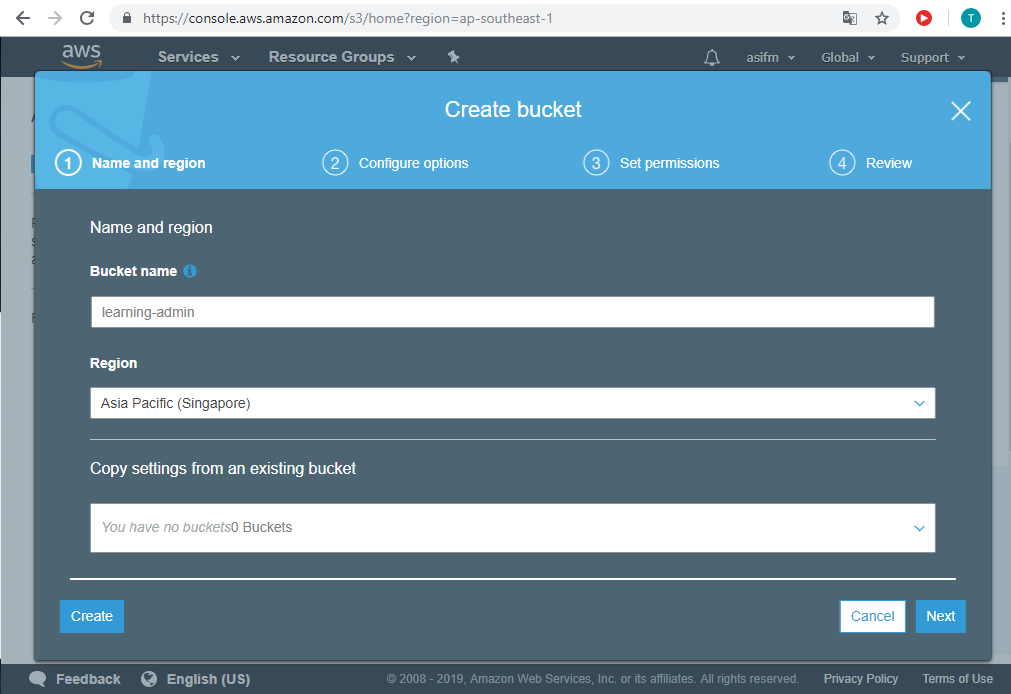 https://console.aws.amazon.com/s3/home?region=ap-southeast-1
T
aws Services Resource Groups asifm Global Support
Create bucket
1 Name and region 2 Configure options 3 Set permissions 4 Review
Name and region
Bucket name i
learning-admin
Region
Asia Pacific (Singapore)
Copy settings from an existing bucket
You have no buckets0 Buckets
Create Cancel Next
Feedback English (US) © 2008 - 2019, Amazon Web Services, Inc. or its affiliates. All rights reserved. Privacy Policy Terms of Use